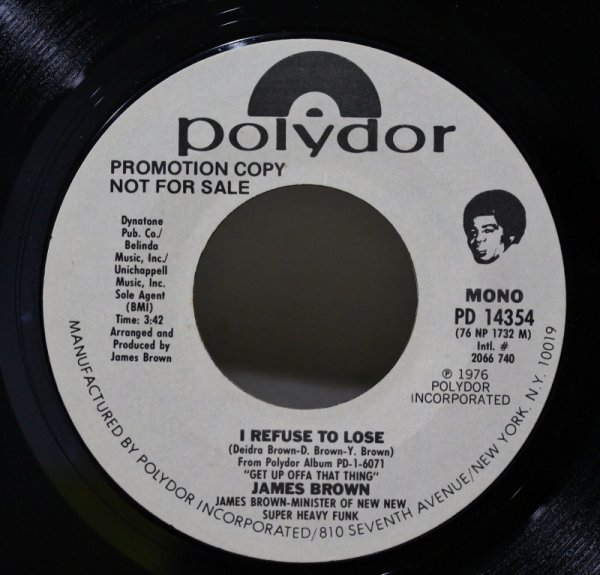 polydor
PROMOTION COPY
NOT FOR SALE
Dynatone
Pub. Co./
Belinda
Music, Inc./
Unichappell
Music, Inc.
Sole Agent
(BMI)
Time: 3:42
Arranged and
Produced by
James Brown
MONO
PD 14354
(76 NP 1732 M)
Intl. #
2066 740
℗ 1976
POLYDOR
INCORPORATED
I REFUSE TO LOSE
(Deidra Brown-D. Brown-Y. Brown)
From Polydor Album PD-1-6071
"GET UP OFFA THAT THING"
JAMES BROWN
JAMES BROWN-MINISTER OF NEW NEW
SUPER HEAVY FUNK
MANUFACTURED BY POLYDOR INCORPORATED/810 SEVENTH AVENUE/NEW YORK, N.Y. 10019